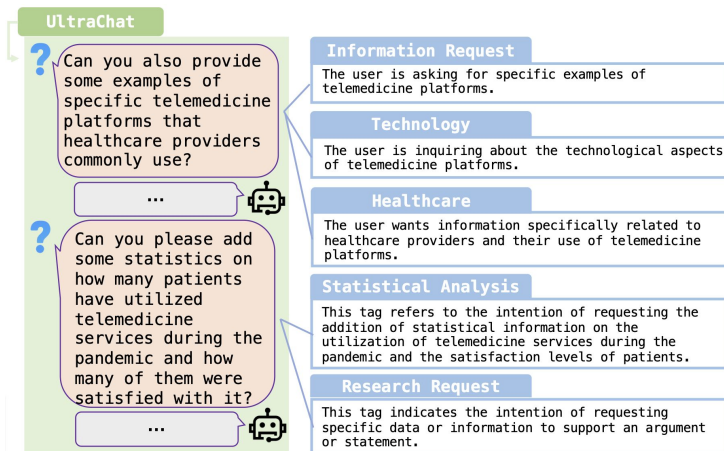 UltraChat
?
Can you also provide
some examples of
specific telemedicine
platforms that
healthcare providers
commonly use?
...
?
Can you please add
some statistics on
how many patients
have utilized
telemedicine
services during the
pandemic and how
many of them were
satisfied with it?
...
Information Request
The user is asking for specific examples of
telemedicine platforms.
Technology
The user is inquiring about the technological aspects
of telemedicine platforms.
Healthcare
The user wants information specifically related to
healthcare providers and their use of telemedicine
platforms.
Statistical Analysis
This tag refers to the intention of requesting the
addition of statistical information on the
utilization of telemedicine services during the
pandemic and the satisfaction levels of patients.
Research Request
This tag indicates the intention of requesting
specific data or information to support an argument
or statement.